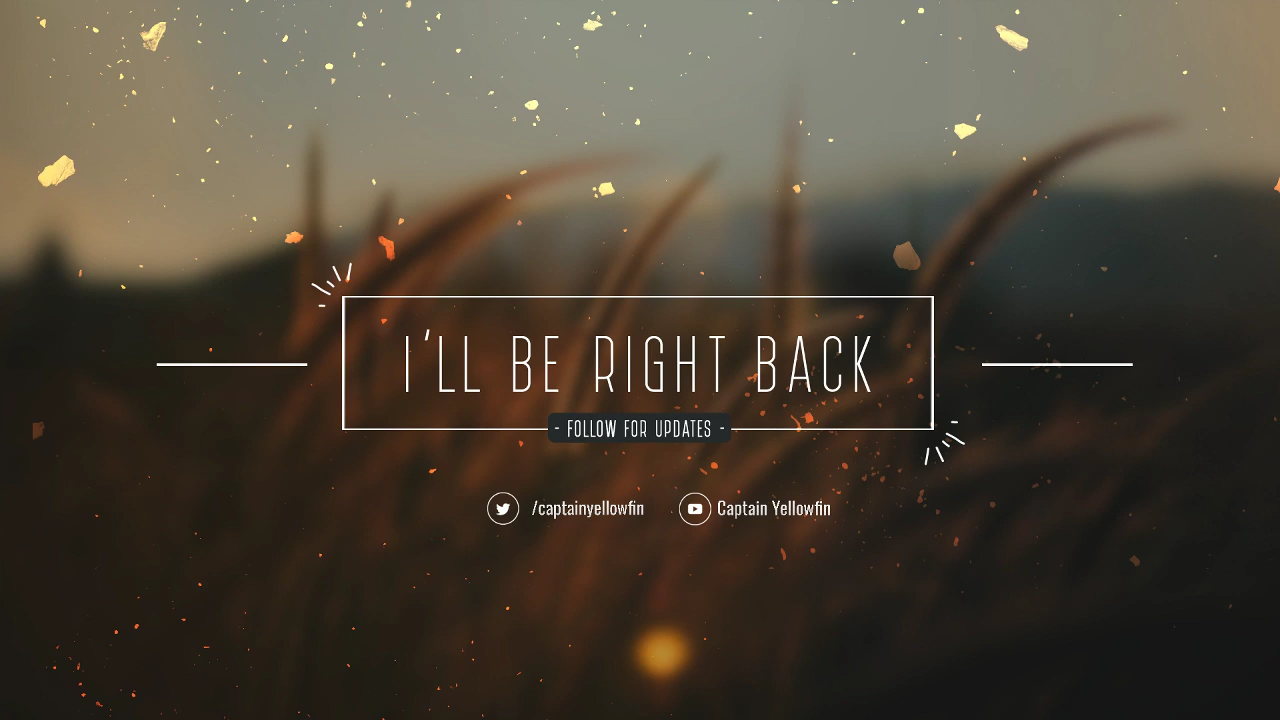 I'LL BE RIGHT BACK
- FOLLOW FOR UPDATES -
/captainyellowfin Captain Yellowfin